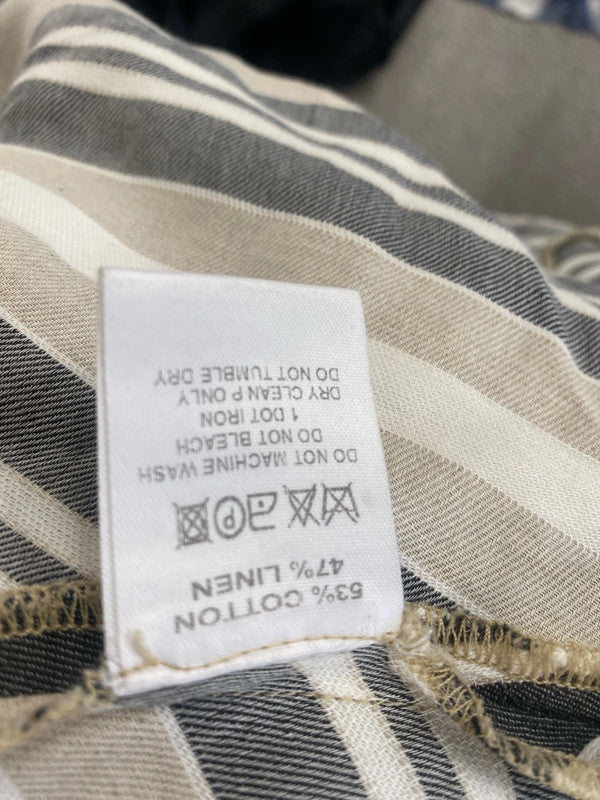 53% COTTON
47% LINEN
P
DO NOT MACHINE WASH
DO NOT BLEACH
1 DOT IRON
DRY CLEAN P ONLY
DO NOT TUMBLE DRY